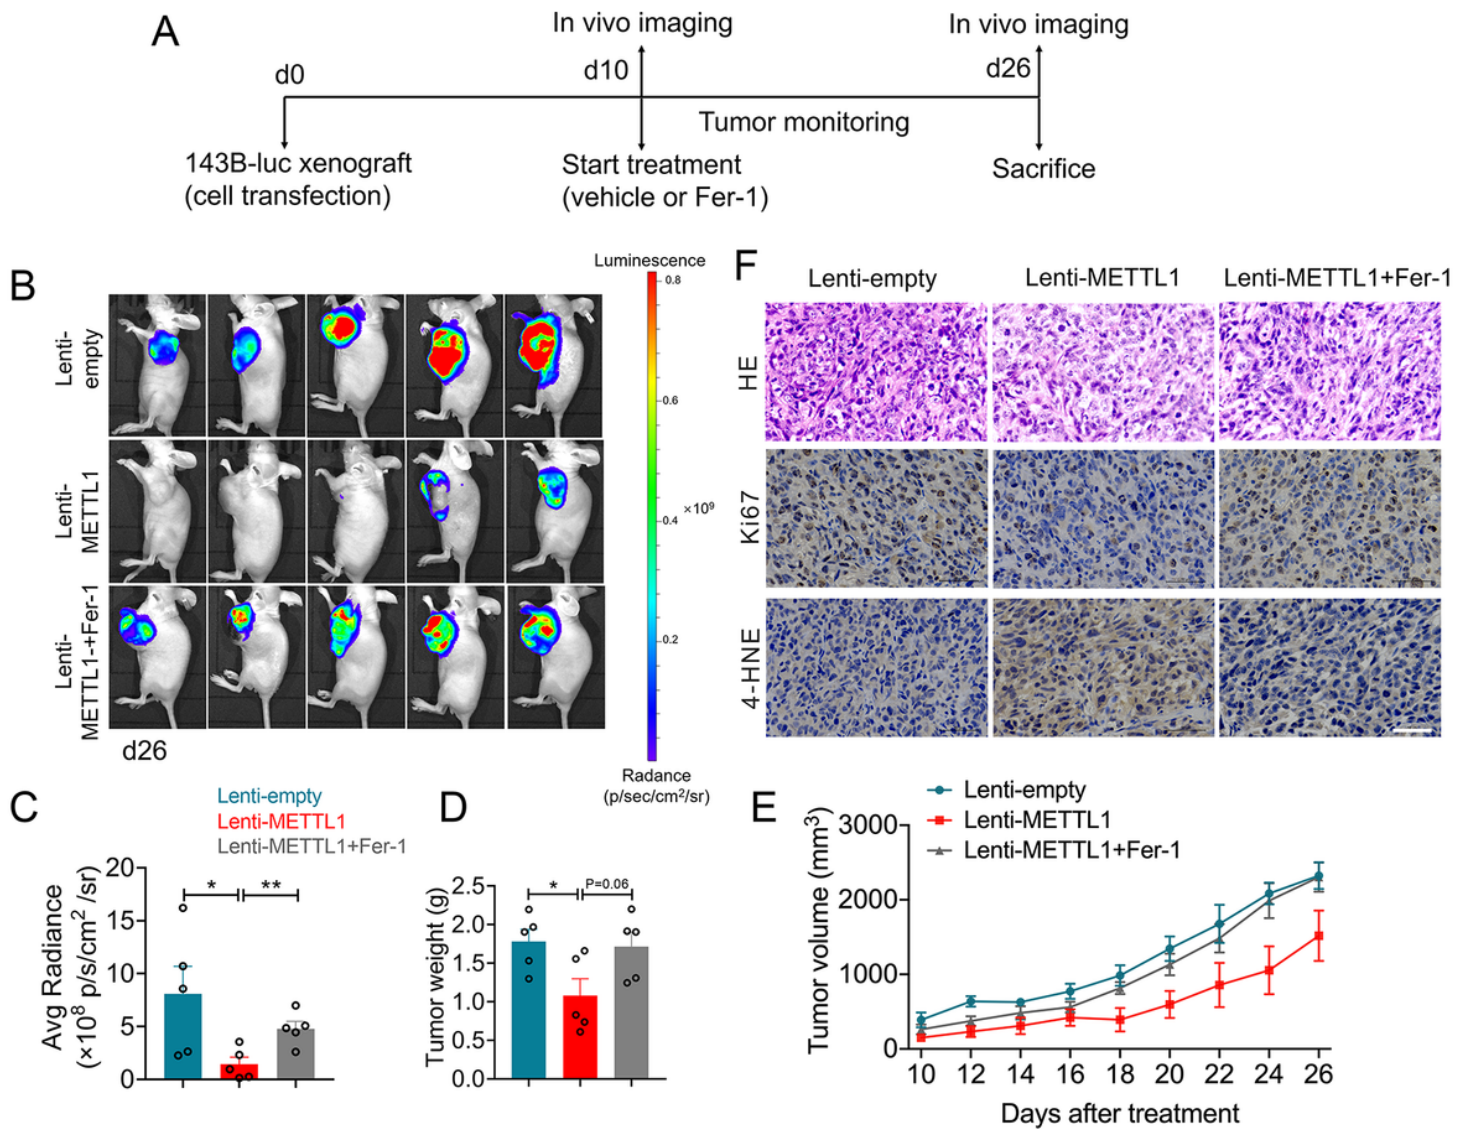 A
In vivo imaging
In vivo imaging
d0
d10
d26
Tumor monitoring
143B-luc xenograft
(cell transfection)
Start treatment
(vehicle or Fer-1)
Sacrifice
B
Luminescence
Lenti-
empty
Lenti-
METTL1
Lenti-
METTL1-+Fer-1
d26
0.8
0.6
0.4
×10⁹
0.2
Radance
(p/sec/cm²/sr)
F
Lenti-empty
Lenti-METTL1
Lenti-METTL1+Fer-1
HE
Ki67
4-HNE
C
Lenti-empty
Lenti-METTL1
Lenti-METTL1+Fer-1
Avg Radiance
(×10⁸ p/s/cm² /sr)
20
15
10
5
0
*
**
D
Tumor weight (g)
2.5
2.0
1.5
1.0
0.5
0.0
*
P=0.06
E
Lenti-empty
Lenti-METTL1
Lenti-METTL1+Fer-1
Tumor volume (mm³)
3000
2000
1000
0
10 12 14 16 18 20 22 24 26
Days after treatment